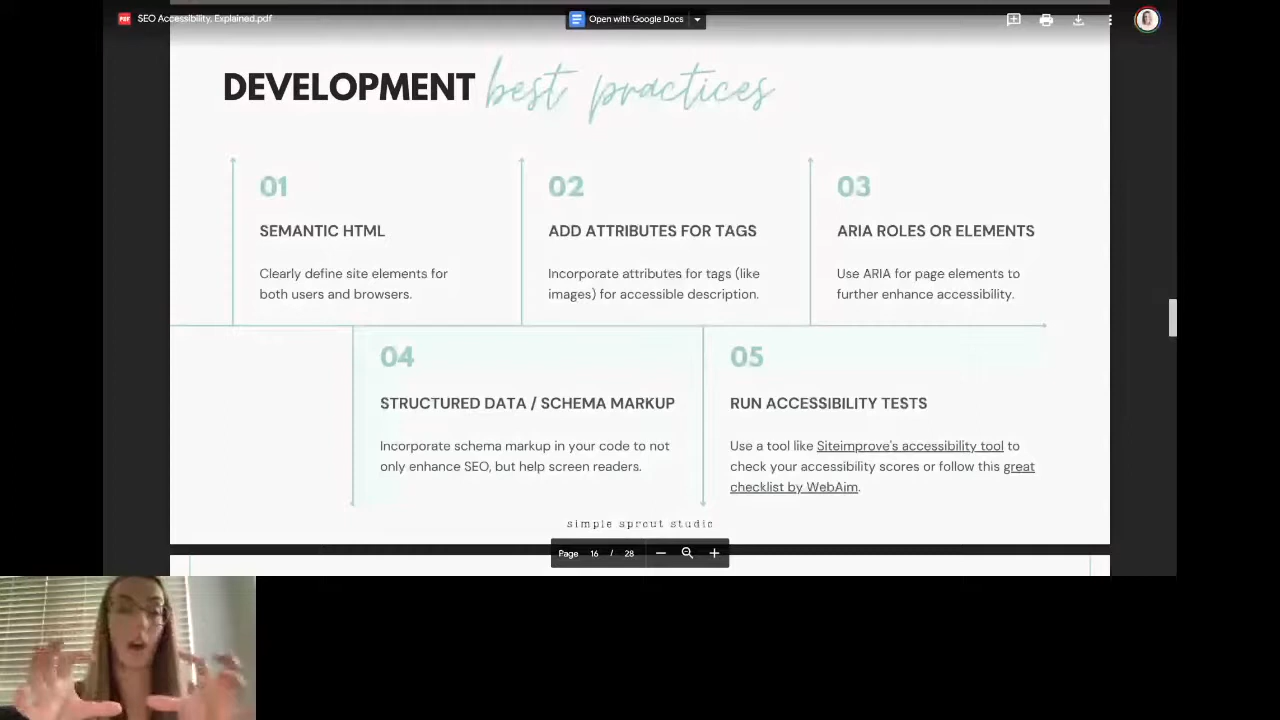 PDF SEO Accessibility, Explained.pdf
Open with Google Docs
DEVELOPMENT best practices
01
SEMANTIC HTML
Clearly define site elements for
both users and browsers.
02
ADD ATTRIBUTES FOR TAGS
Incorporate attributes for tags (like
images) for accessible description.
03
ARIA ROLES OR ELEMENTS
Use ARIA for page elements to
further enhance accessibility.
04
STRUCTURED DATA / SCHEMA MARKUP
Incorporate schema markup in your code to not
only enhance SEO, but help screen readers.
05
RUN ACCESSIBILITY TESTS
Use a tool like Siteimprove's accessibility tool to
check your accessibility scores or follow this great
checklist by WebAim.
simple sprout studio
Page 16 / 28